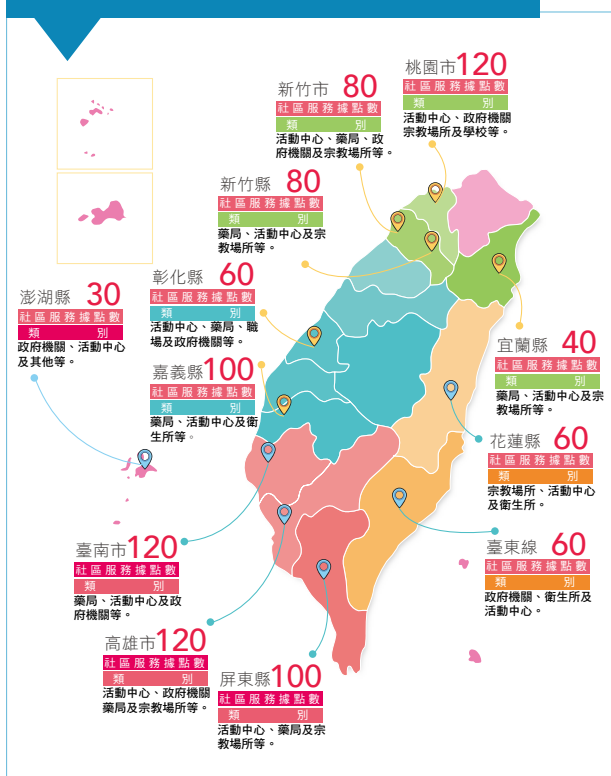 桃園市120
社區服務據點數
類 別
活動中心、政府機關
宗教場所及學校等。
新竹市 80
社區服務據點數
類 別
活動中心、藥局、政
府機關及宗教場所等。
新竹縣 80
社區服務據點數
類 別
藥局、活動中心及宗
教場所等。
彰化縣 60
社區服務據點數
類 別
活動中心、藥局、職
場及政府機關等。
澎湖縣 30
社區服務據點數
類 別
政府機關、活動中心
及其他等。
嘉義縣100
社區服務據點數
類 別
藥局、活動中心及衛
生所等。
宜蘭縣 40
社區服務據點數
類 別
藥局、活動中心及宗
教場所等。
花蓮縣 60
社區服務據點數
類 別
宗教場所、活動中心
及衛生所。
臺東線 60
社區服務據點數
類 別
政府機關、衛生所及
活動中心。
臺南市120
社區服務據點數
類 別
藥局、活動中心及政
府機關等。
高雄市120
社區服務據點數
類 別
活動中心、政府機關
藥局及宗教場所等。
屏東縣100
社區服務據點數
類 別
活動中心、藥局及宗
教場所等。